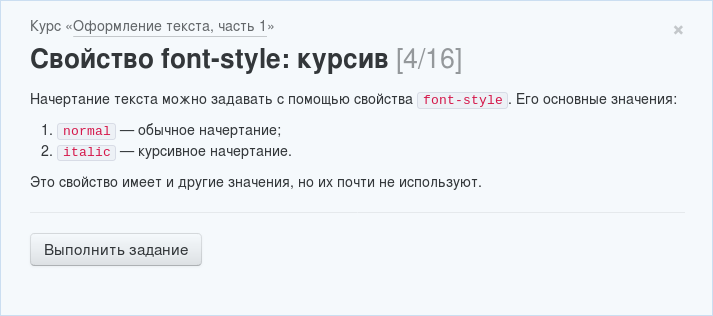 Курс «Оформление текста, часть 1»
×
Свойство font-style: курсив [4/16]
Начертание текста можно задавать с помощью свойства font-style. Его основные значения:
1. normal — обычное начертание;
2. italic — курсивное начертание.
Это свойство имеет и другие значения, но их почти не используют.
Выполнить задание